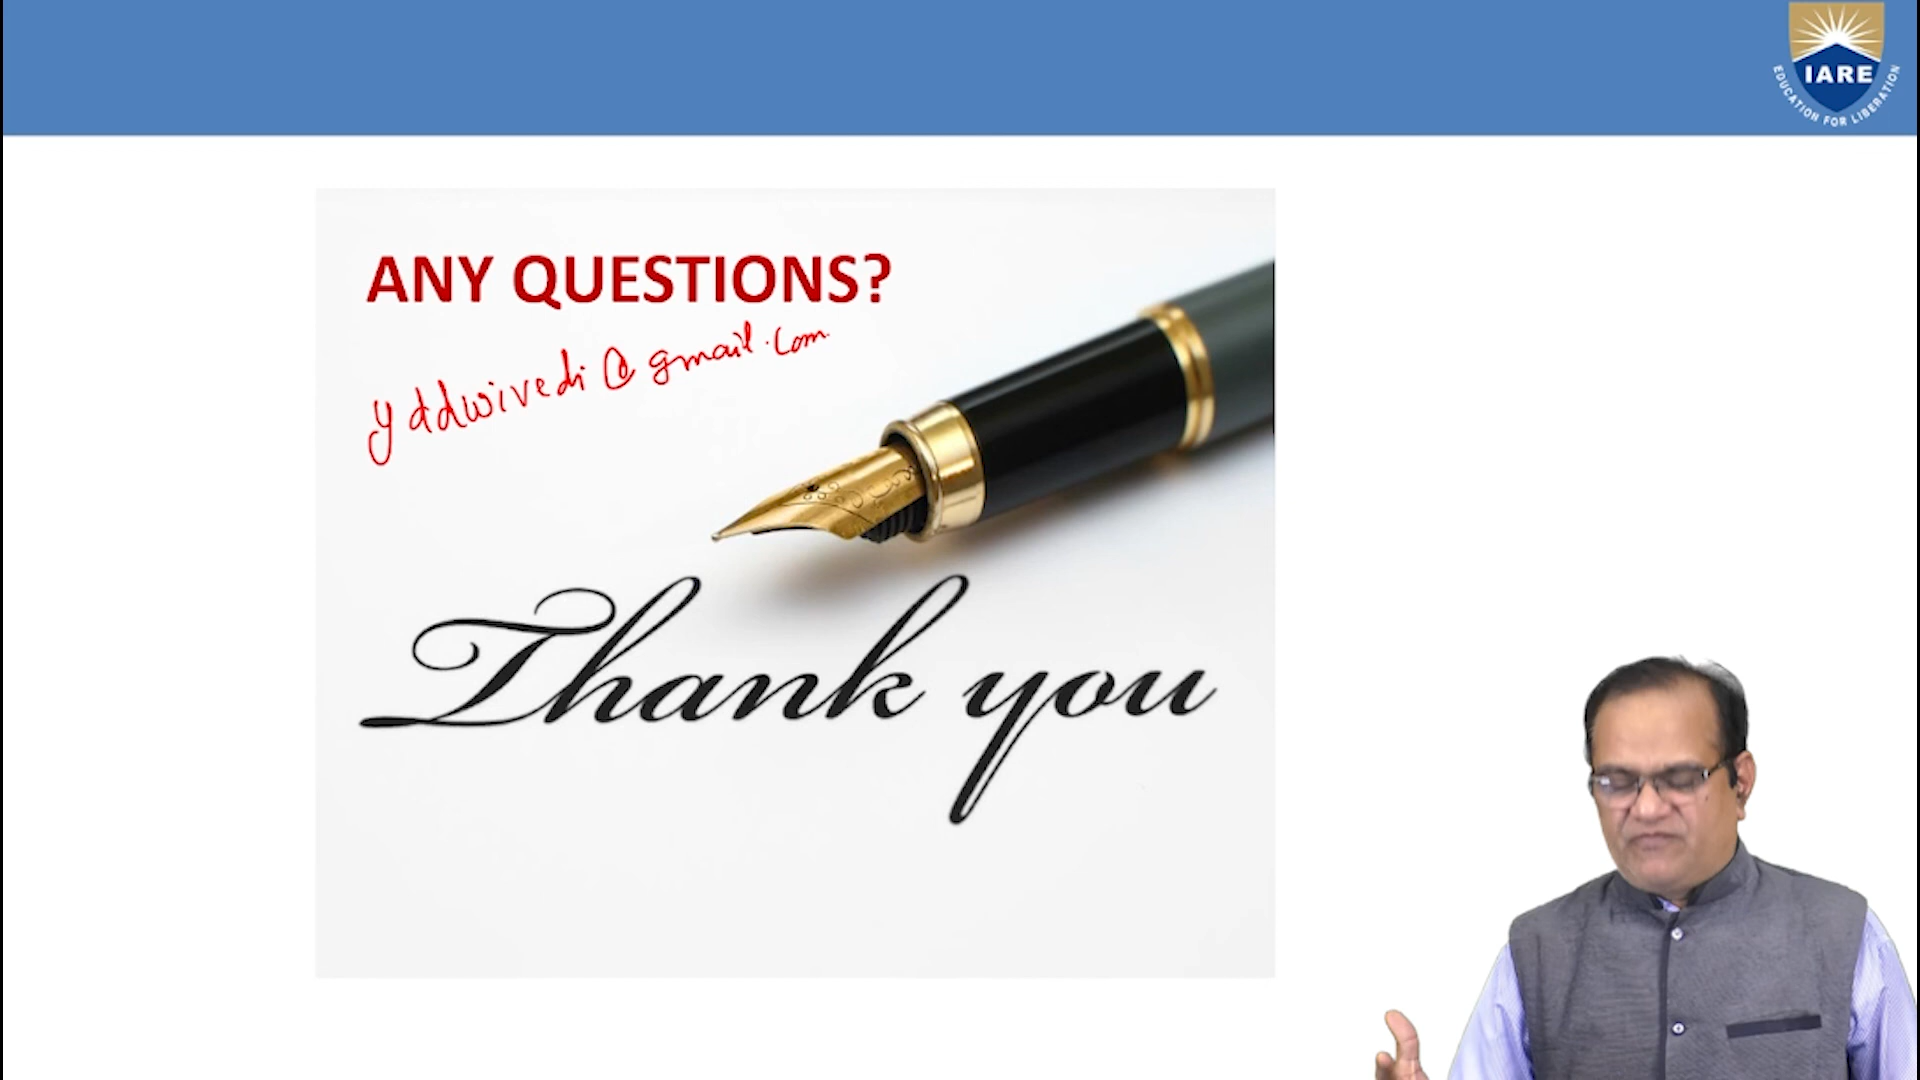 IARE
EDUCATION FOR LIBERATION
ANY QUESTIONS?
yddwivedi@gmail.com
Thank you